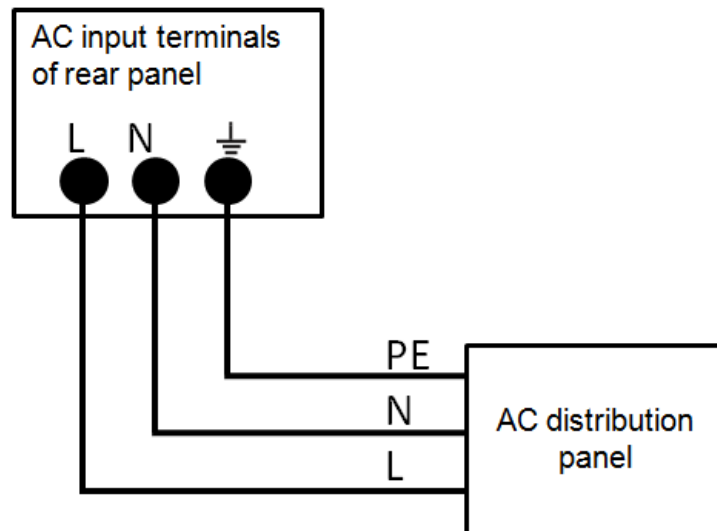 AC input terminals
of rear panel
L N
PE
N
L
AC distribution
panel